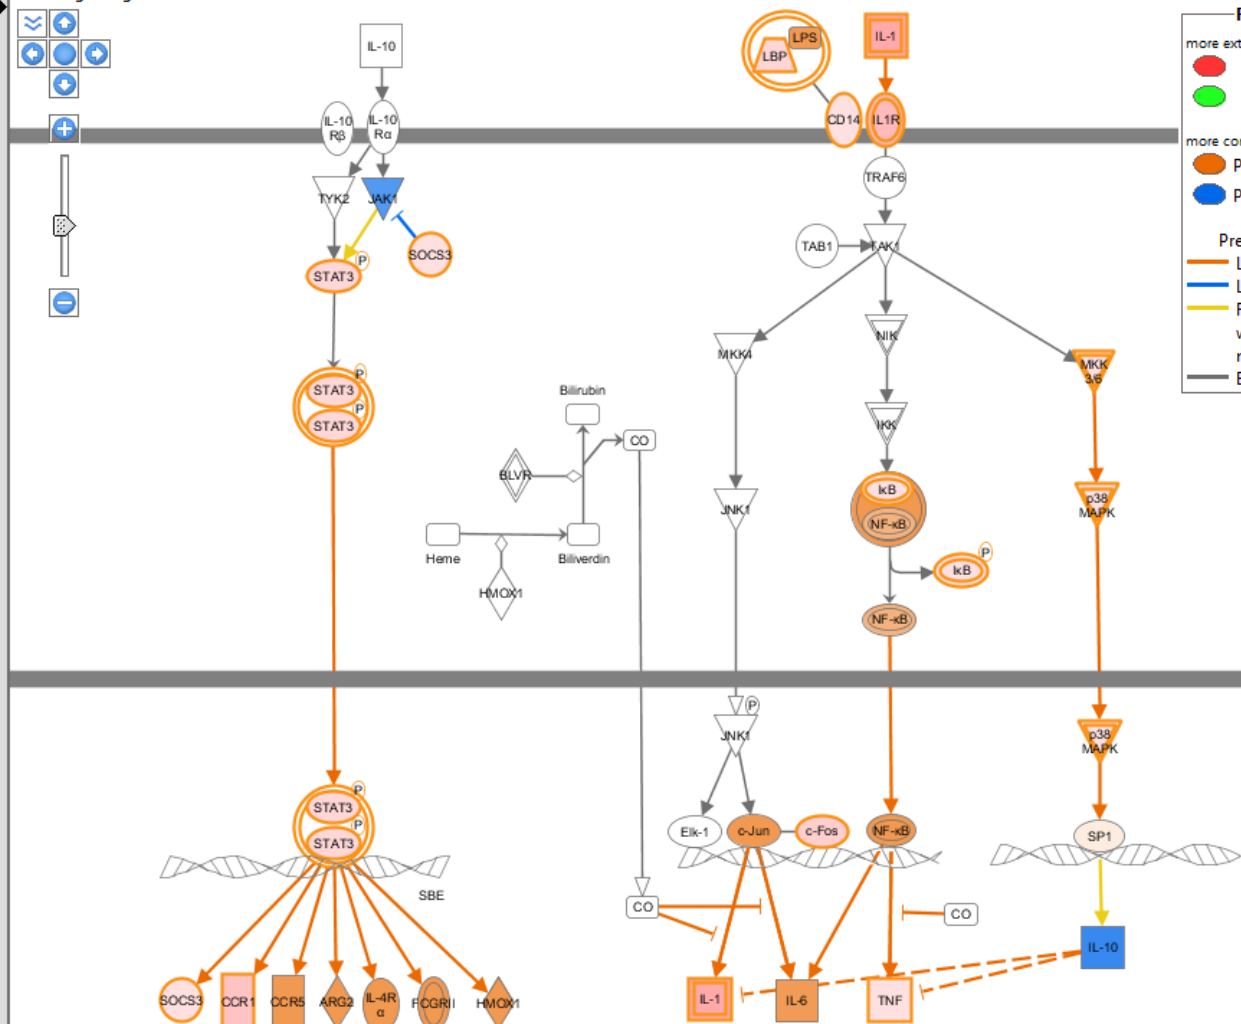 IL-10
LPS
LBP
IL-1
IL-10
Rβ
IL-10
Rα
CD14
IL1R
TYK2
JAK1
TRAF6
SOCS3
TAB1
TAK1
STAT3
P
NIK
MKK4
MKK
3/6
STAT3
P
STAT3
P
Bilirubin
CO
IKK
BLVR
IκB
NF-κB
JNK1
p38
MAPK
Heme
Biliverdin
P
IκB
HMOX1
NF-κB
P
JNK1
p38
MAPK
STAT3
P
STAT3
P
Elk-1
c-Jun
c-Fos
NF-κB
SP1
SBE
CO
CO
IL-10
SOCS3
CCR1
CCR5
ARG2
IL-4R
α
FCGRII
HMOX1
IL-1
IL-6
TNF
more ext
more con
P
P
Pre
L
L
F